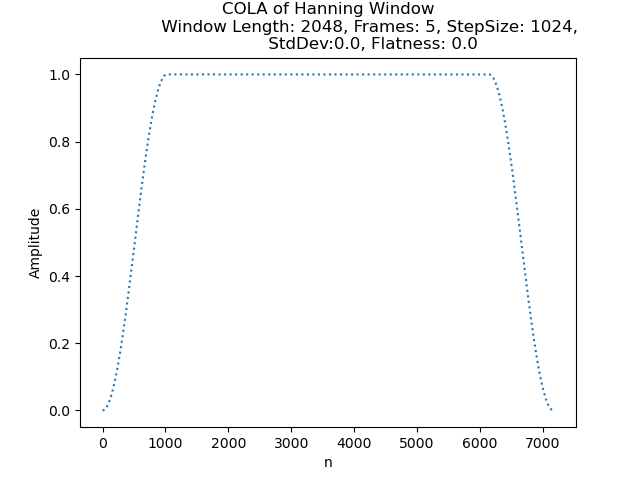 COLA of Hanning Window
Window Length: 2048, Frames: 5, StepSize: 1024,
StdDev:0.0, Flatness: 0.0
1.0
0.8
0.6
0.4
0.2
0.0
Amplitude
0 1000 2000 3000 4000 5000 6000 7000
n